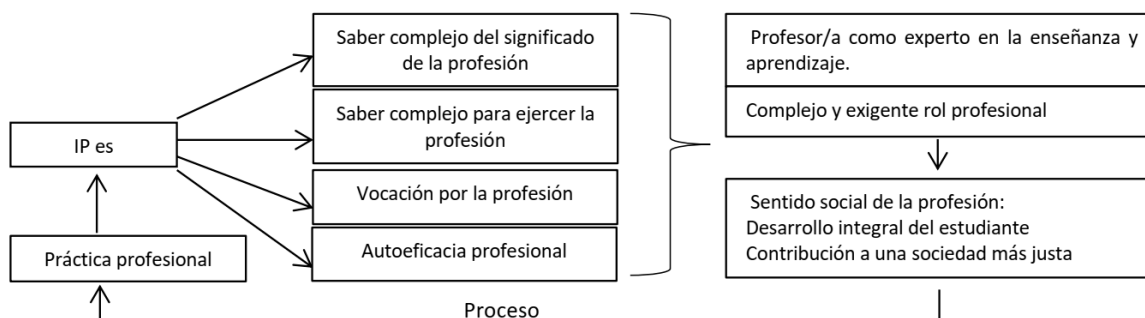 IP es
Práctica profesional
Saber complejo del significado
de la profesión
Saber complejo para ejercer la
profesión
Vocación por la profesión
Autoeficacia profesional
Proceso
Profesor/a como experto en la enseñanza y
aprendizaje.
Complejo y exigente rol profesional
Sentido social de la profesión:
Desarrollo integral del estudiante
Contribución a una sociedad más justa